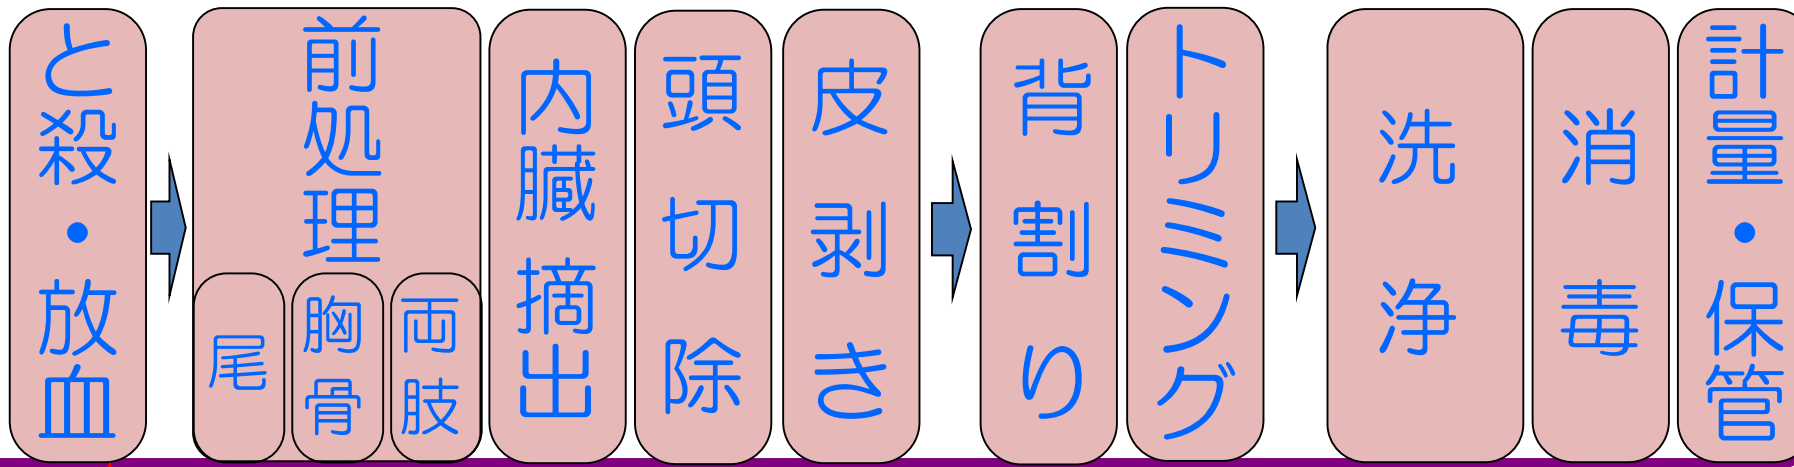 と殺・放血
前処理
尾
胸骨
両肢
内臓摘出
頭切除
皮剥き
背割り
トリミング
洗浄
消毒
計量・保管